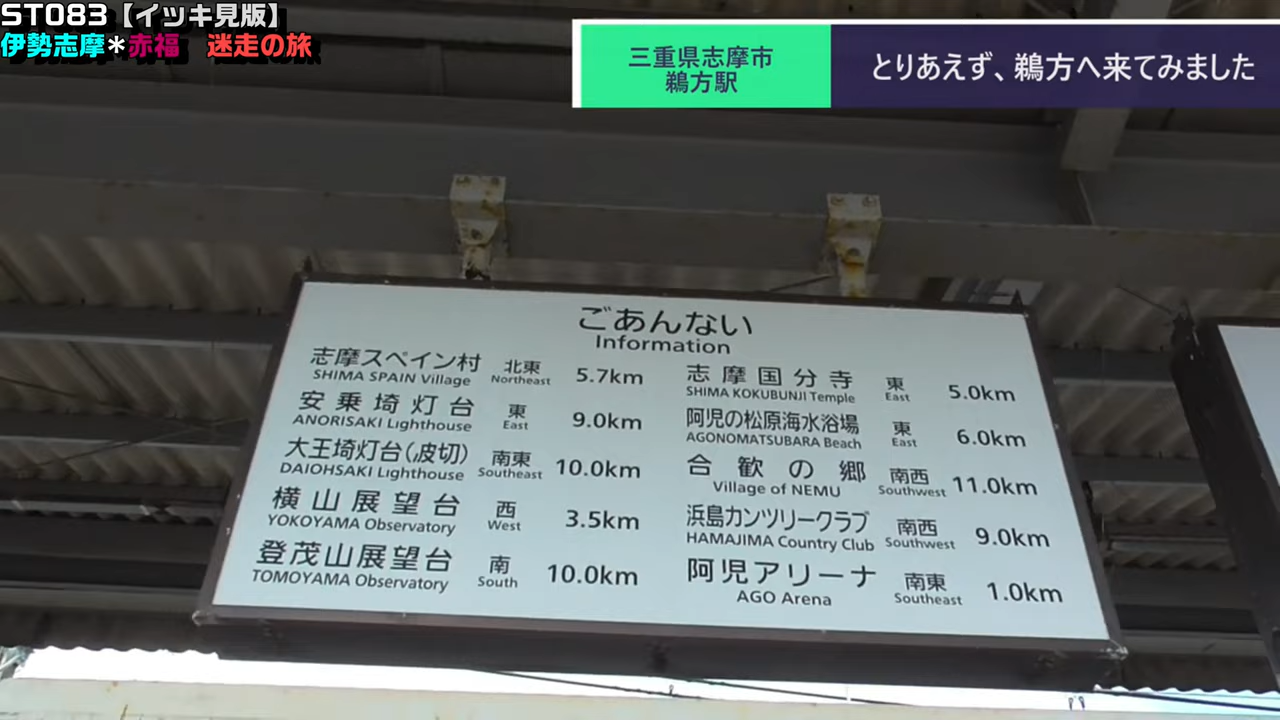 ST083【イッキ見版】
伊勢志摩＊赤福　迷走の旅
三重県志摩市
鵜方駅
とりあえず、鵜方へ来てみました
ごあんない
Information
志摩スペイン村 北東 5.7km
SHIMA SPAIN Village Northeast
安乗埼灯台 東 9.0km
ANORISAKI Lighthouse East
大王埼灯台(波切) 南東 10.0km
DAIOHSAKI Lighthouse Southeast
横山展望台 西 3.5km
YOKOYAMA Observatory West
登茂山展望台 南 10.0km
TOMOYAMA Observatory South
志摩国分寺 東 5.0km
SHIMA KOKUBUNJI Temple East
阿児の松原海水浴場 東 6.0km
AGONOMATSUBARA Beach East
合歓の郷 南西 11.0km
Village of NEMU Southwest
浜島カンツリークラブ 南西 9.0km
HAMAJIMA Country Club Southwest
阿児アリーナ 南東 1.0km
AGO Arena Southeast